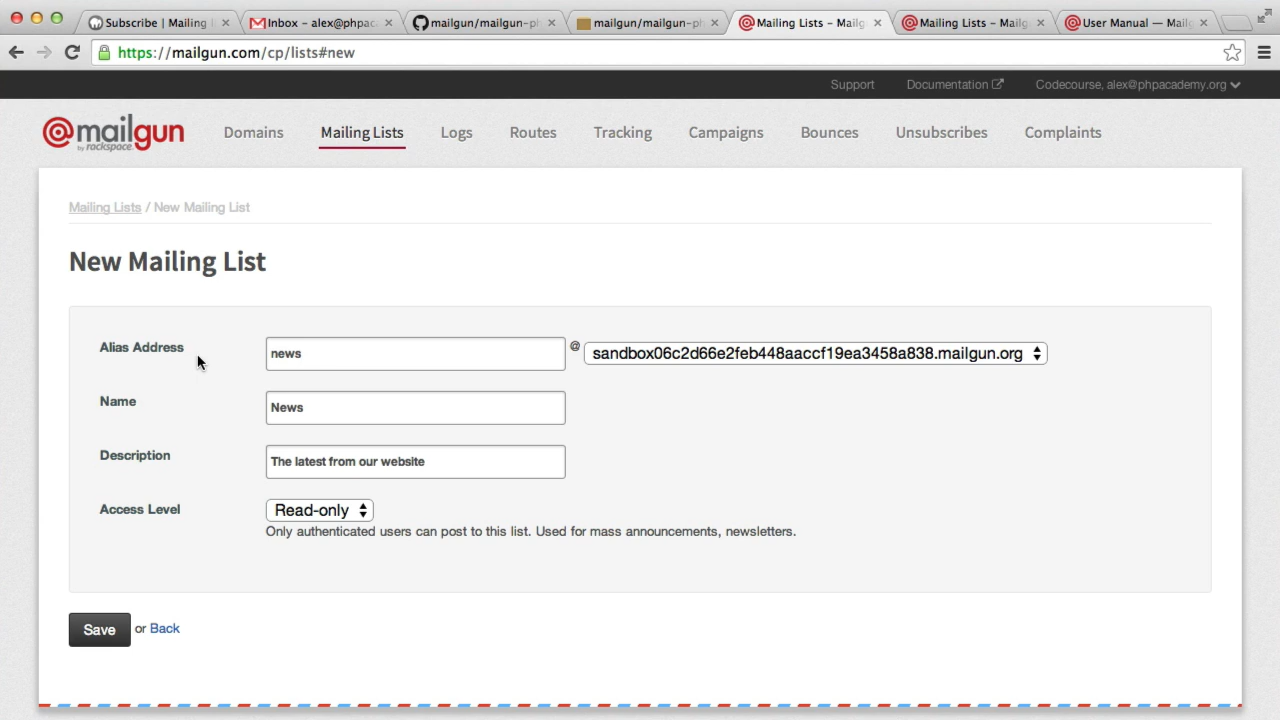 Subscribe | Mailing
Inbox - alex@phpac
mailgun/mailgun-ph
mailgun/mailgun-ph
Mailing Lists – Mailg
Mailing Lists – Mailg
User Manual — Mailg
https://mailgun.com/cp/lists#new
Support
Documentation
Codecourse, alex@phpacademy.org
@mailgun
by rackspace
Domains
Mailing Lists
Logs
Routes
Tracking
Campaigns
Bounces
Unsubscribes
Complaints
Mailing Lists / New Mailing List
New Mailing List
Alias Address
news
@
sandbox06c2d66e2feb448aaccf19ea3458a838.mailgun.org
Name
News
Description
The latest from our website
Access Level
Read-only
Only authenticated users can post to this list. Used for mass announcements, newsletters.
Save or Back